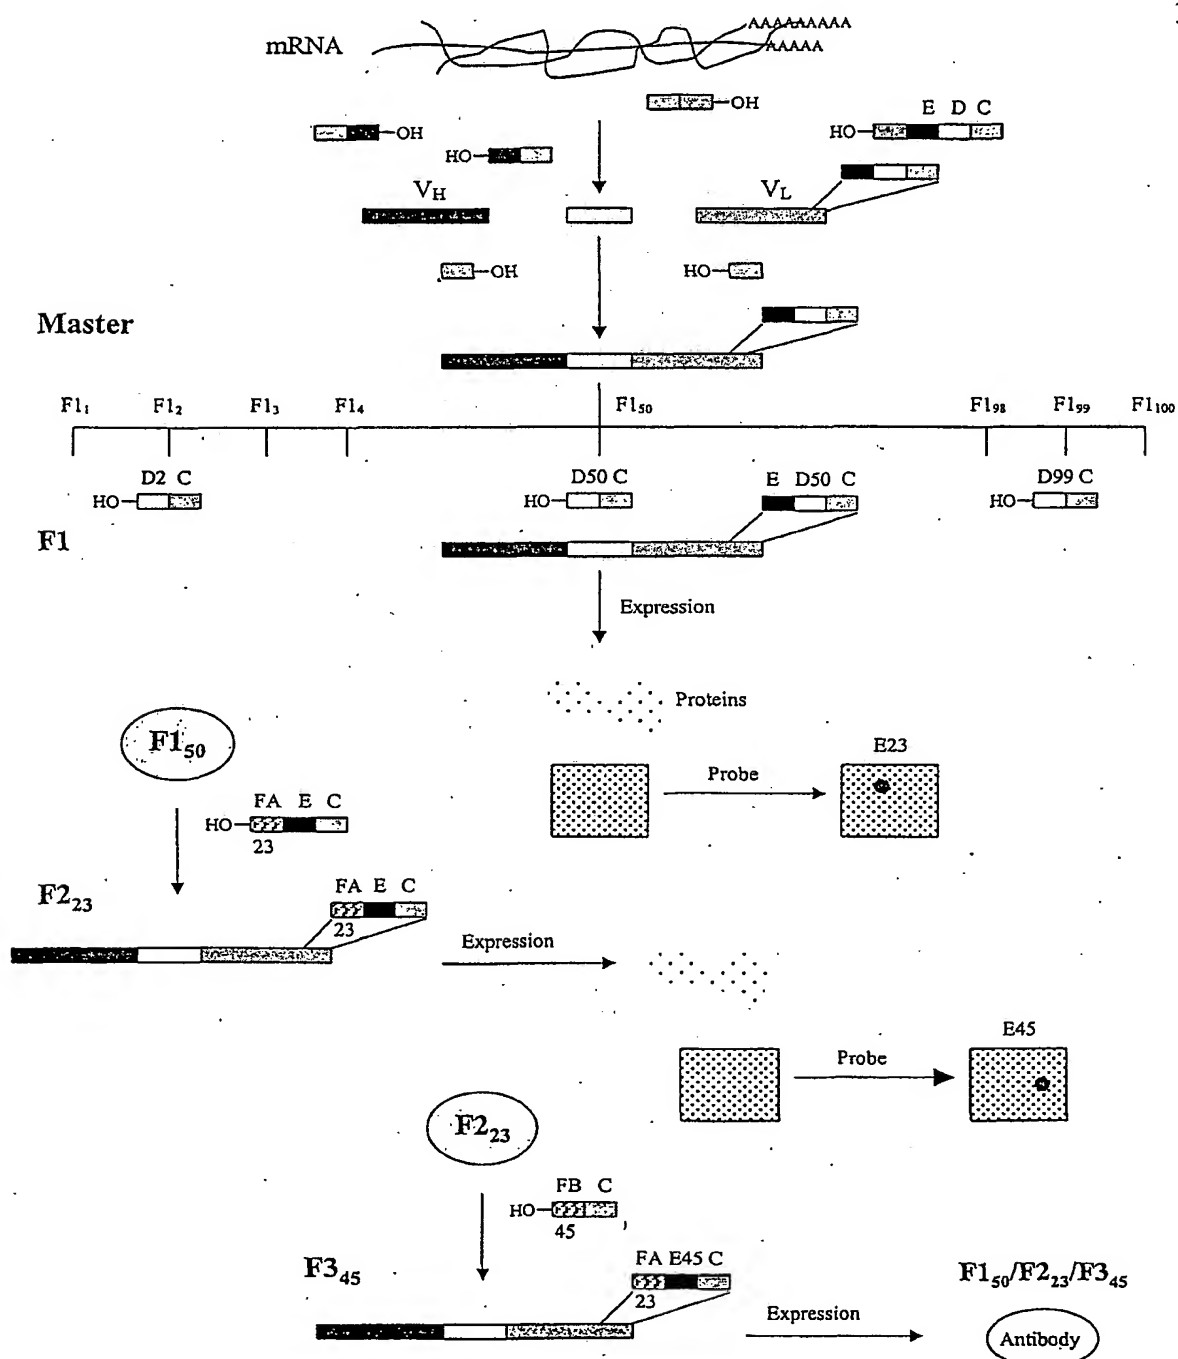 AAAAAAAAA
mRNA
AAAAA
OH
E D C
OH
HO
HO
V_H
V_L
OH
HO
Master
F1₁ F1₂ F1₃ F1₄ F1₅₀ F1₉₈ F1₉₉ F1₁₀₀
D2 C
HO
D50 C
HO
E D50 C
D99 C
HO
F1
Expression
Proteins
F1₅₀
E23
Probe
FA E C
HO
23
F2₂₃
FA E C
23
Expression
E45
Probe
F2₂₃
FB C
HO
45
F3₄₅
FA E45 C
23
F1₅₀/F2₂₃/F3₄₅
Expression
Antibody